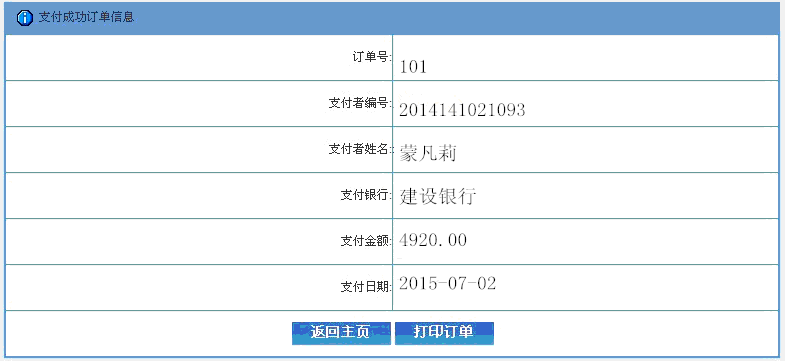 支付成功订单信息
订单号: 101
支付者编号: 2014141021093
支付者姓名: 蒙凡莉
支付银行: 建设银行
支付金额: 4920.00
支付日期: 2015-07-02
返回主页 打印订单